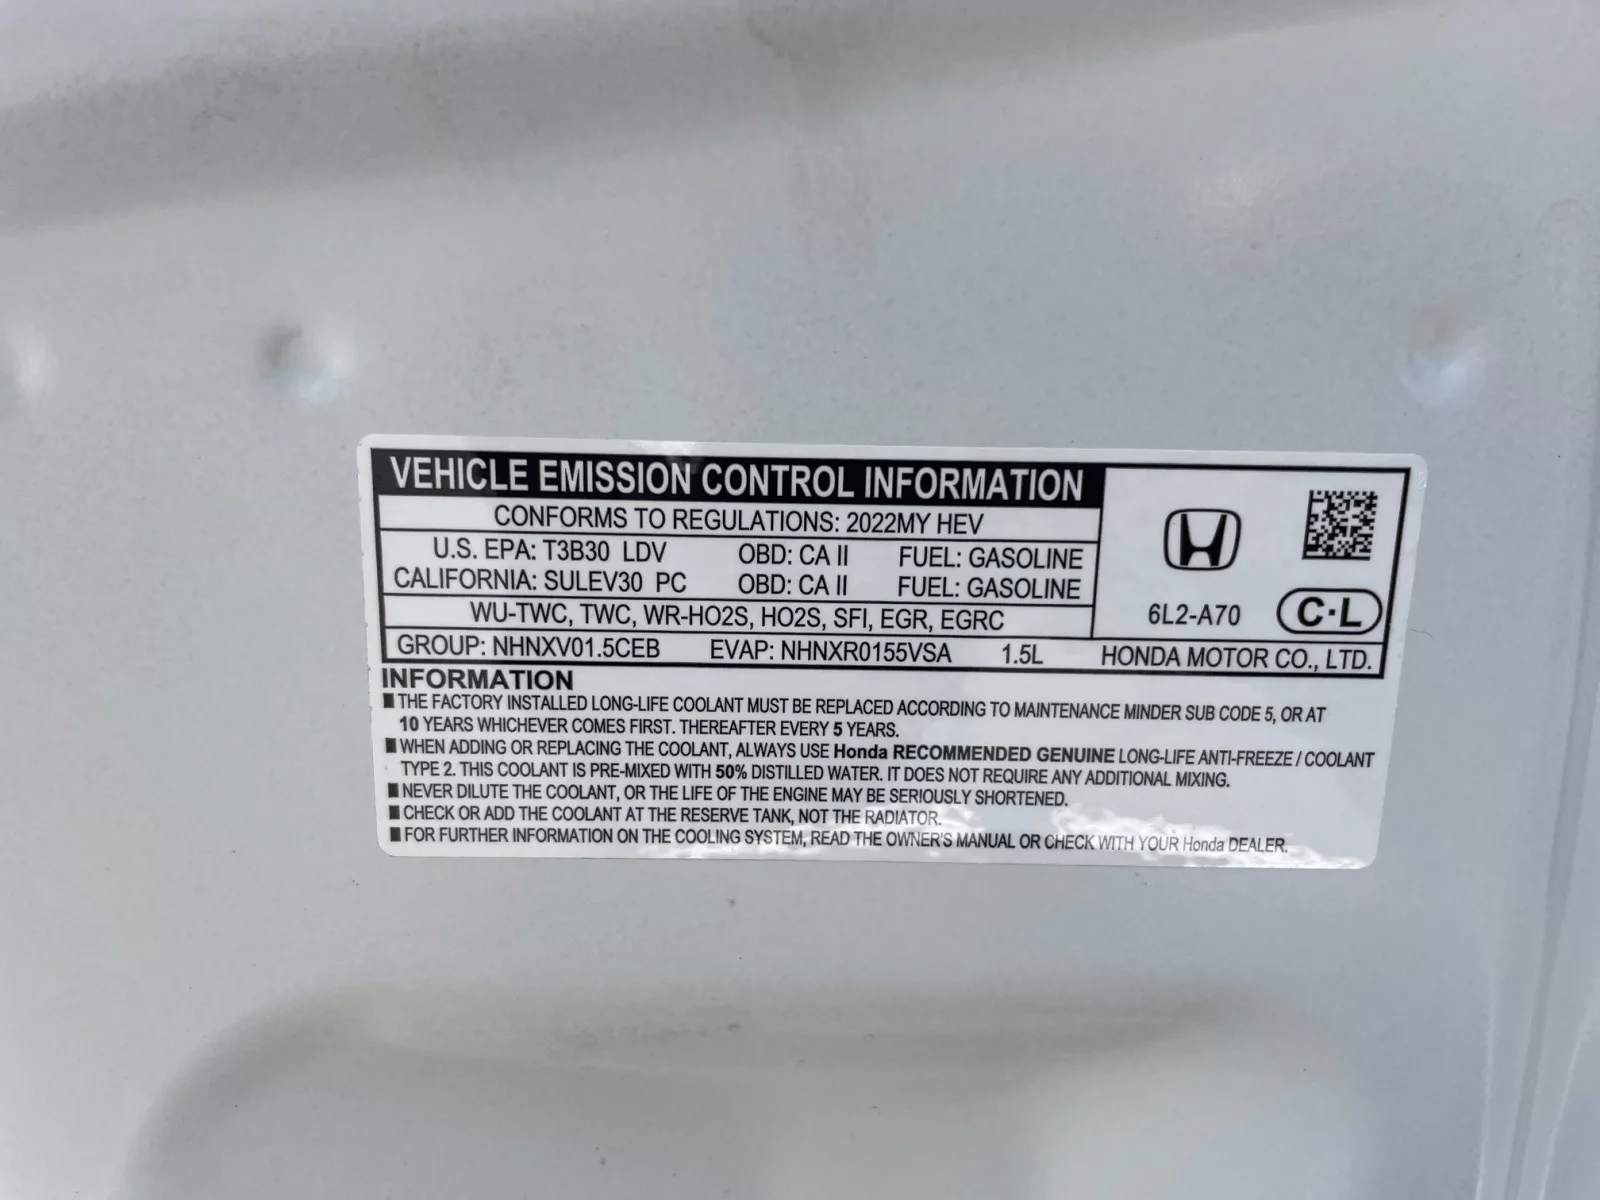 VEHICLE EMISSION CONTROL INFORMATION
CONFORMS TO REGULATIONS: 2022MY HEV
U.S. EPA: T3B30 LDV OBD: CA II FUEL: GASOLINE
CALIFORNIA: SULEV30 PC OBD: CA II FUEL: GASOLINE
WU-TWC, TWC, WR-HO2S, HO2S, SFI, EGR, EGRC
6L2-A70 C·L
GROUP: NHNXV01.5CEB EVAP: NHNXR0155VSA 1.5L HONDA MOTOR CO., LTD.
INFORMATION
■ THE FACTORY INSTALLED LONG-LIFE COOLANT MUST BE REPLACED ACCORDING TO MAINTENANCE MINDER SUB CODE 5, OR AT
10 YEARS WHICHEVER COMES FIRST. THEREAFTER EVERY 5 YEARS.
■ WHEN ADDING OR REPLACING THE COOLANT, ALWAYS USE Honda RECOMMENDED GENUINE LONG-LIFE ANTI-FREEZE / COOLANT
TYPE 2. THIS COOLANT IS PRE-MIXED WITH 50% DISTILLED WATER. IT DOES NOT REQUIRE ANY ADDITIONAL MIXING.
■ NEVER DILUTE THE COOLANT, OR THE LIFE OF THE ENGINE MAY BE SERIOUSLY SHORTENED.
■ CHECK OR ADD THE COOLANT AT THE RESERVE TANK, NOT THE RADIATOR.
■ FOR FURTHER INFORMATION ON THE COOLING SYSTEM, READ THE OWNER'S MANUAL OR CHECK WITH YOUR Honda DEALER.